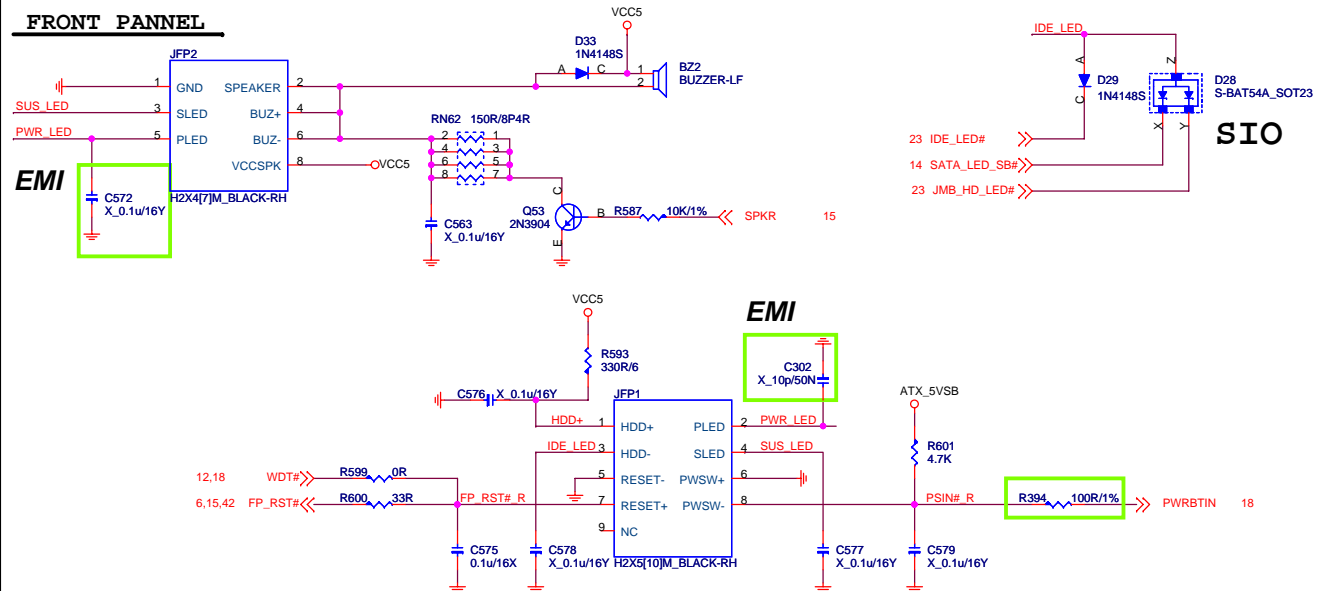 FRONT PANNEL
VCC5
D33
1N4148S
A C
1
2
BZ2
BUZZER-LF
JFP2
1 GND SPEAKER 2
SUS_LED 3 SLED BUZ+ 4
PWR_LED 5 PLED BUZ- 6
VCCSPK 8 VCC5
H2X4[7]M_BLACK-RH
EMI
C572
X_0.1u/16Y
RN62 150R/8P4R
2 1
4 3
6 5
8 7
C563
X_0.1u/16Y
Q53
2N3904
C
B
E
R587 10K/1% SPKR 15
IDE_LED
A
D29
1N4148S
C
Z
D28
S-BAT54A_SOT23
X Y
SIO
23 IDE_LED#
14 SATA_LED_SB#
23 JMB_HD_LED#
VCC5
R593
330R/6
EMI
C302
X_10p/50N
C576 X_0.1u/16Y
JFP1
HDD+ 1 HDD+ PLED 2 PWR_LED
IDE_LED 3 HDD- SLED 4 SUS_LED
5 RESET- PWSW+ 6
FP_RST#_R 7 RESET+ PWSW- 8
9 NC
H2X5[10]M_BLACK-RH
12,18 WDT# R599 0R
6,15,42 FP_RST# R600 33R
C575
0.1u/16X
C578
X_0.1u/16Y
C577
X_0.1u/16Y
C579
X_0.1u/16Y
ATX_5VSB
R601
4.7K
PSIN#_R R394 100R/1% PWRBTIN 18